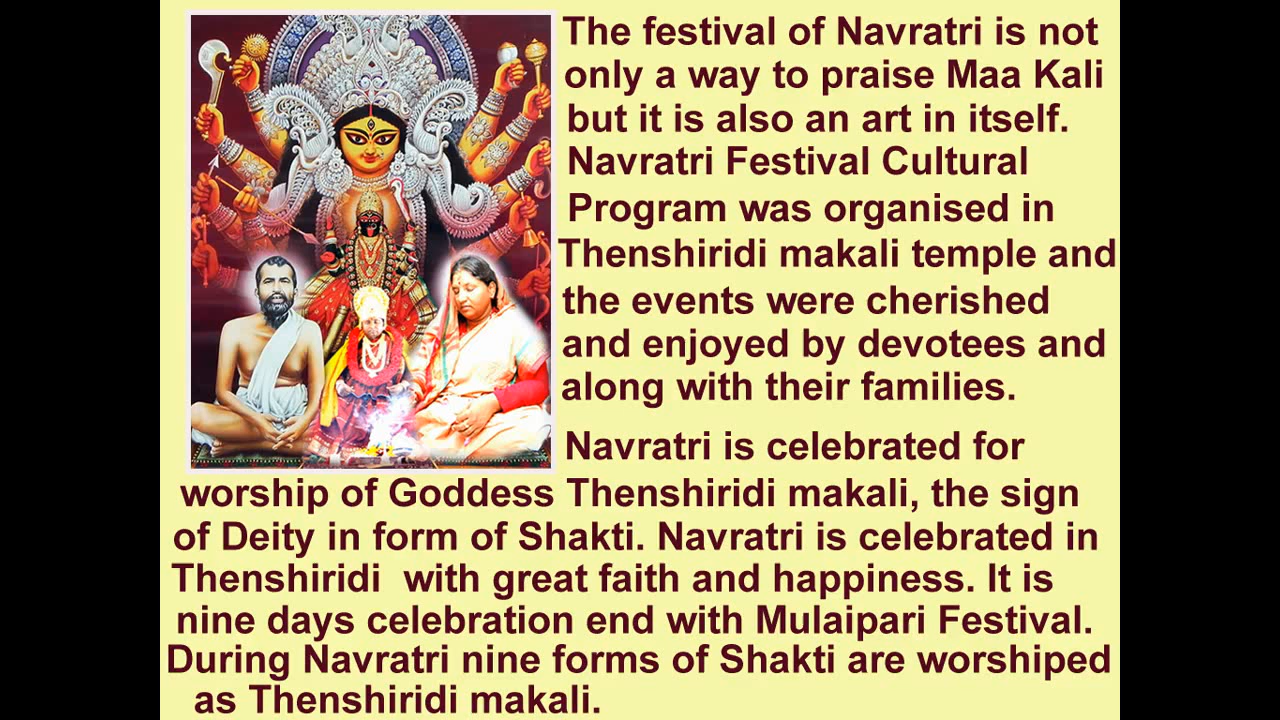 The festival of Navratri is not
only a way to praise Maa Kali
but it is also an art in itself.
Navratri Festival Cultural
Program was organised in
Thenshiridi makali temple and
the events were cherished
and enjoyed by devotees and
along with their families.
Navratri is celebrated for
worship of Goddess Thenshiridi makali, the sign
of Deity in form of Shakti. Navratri is celebrated in
Thenshiridi with great faith and happiness. It is
nine days celebration end with Mulaipari Festival.
During Navratri nine forms of Shakti are worshiped
as Thenshiridi makali.